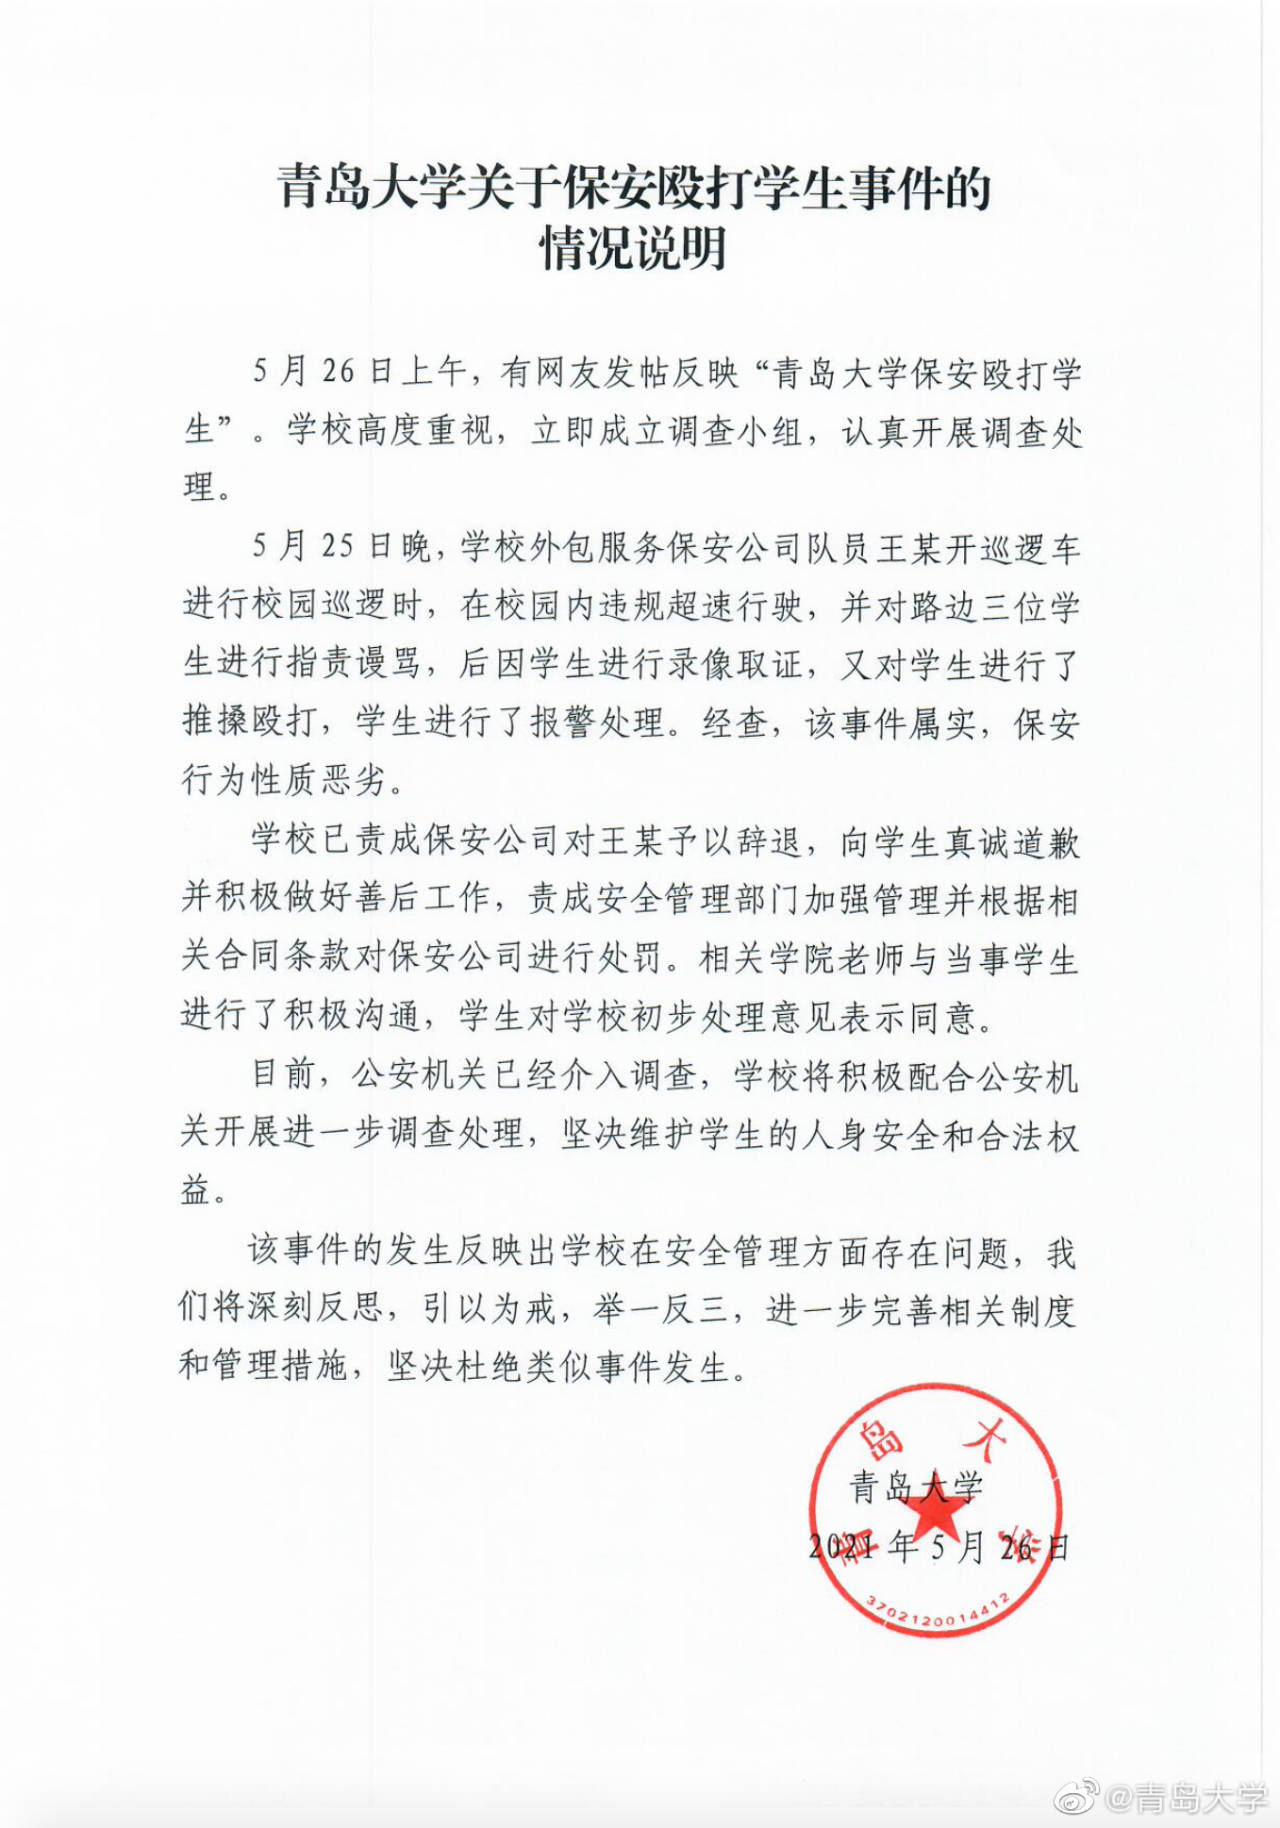 青岛大学关于保安殴打学生事件的
情况说明
5月26日上午，有网友发帖反映“青岛大学保安殴打学
生”。学校高度重视，立即成立调查小组，认真开展调查处
理。
5月25日晚，学校外包服务保安公司队员王某开巡逻车
进行校园巡逻时，在校园内违规超速行驶，并对路边三位学
生进行指责谩骂，后因学生进行录像取证，又对学生进行了
推搡殴打，学生进行了报警处理。经查，该事件属实，保安
行为性质恶劣。
学校已责成保安公司对王某予以辞退，向学生真诚道歉
并积极做好善后工作，责成安全管理部门加强管理并根据相
关合同条款对保安公司进行处罚。相关学院老师与当事学生
进行了积极沟通，学生对学校初步处理意见表示同意。
目前，公安机关已经介入调查，学校将积极配合公安机
关开展进一步调查处理，坚决维护学生的人身安全和合法权
益。
该事件的发生反映出学校在安全管理方面存在问题，我
们将深刻反思，引以为戒，举一反三，进一步完善相关制度
和管理措施，坚决杜绝类似事件发生。
青岛大学
2021年5月26日
青岛大学
3702120014412
@青岛大学